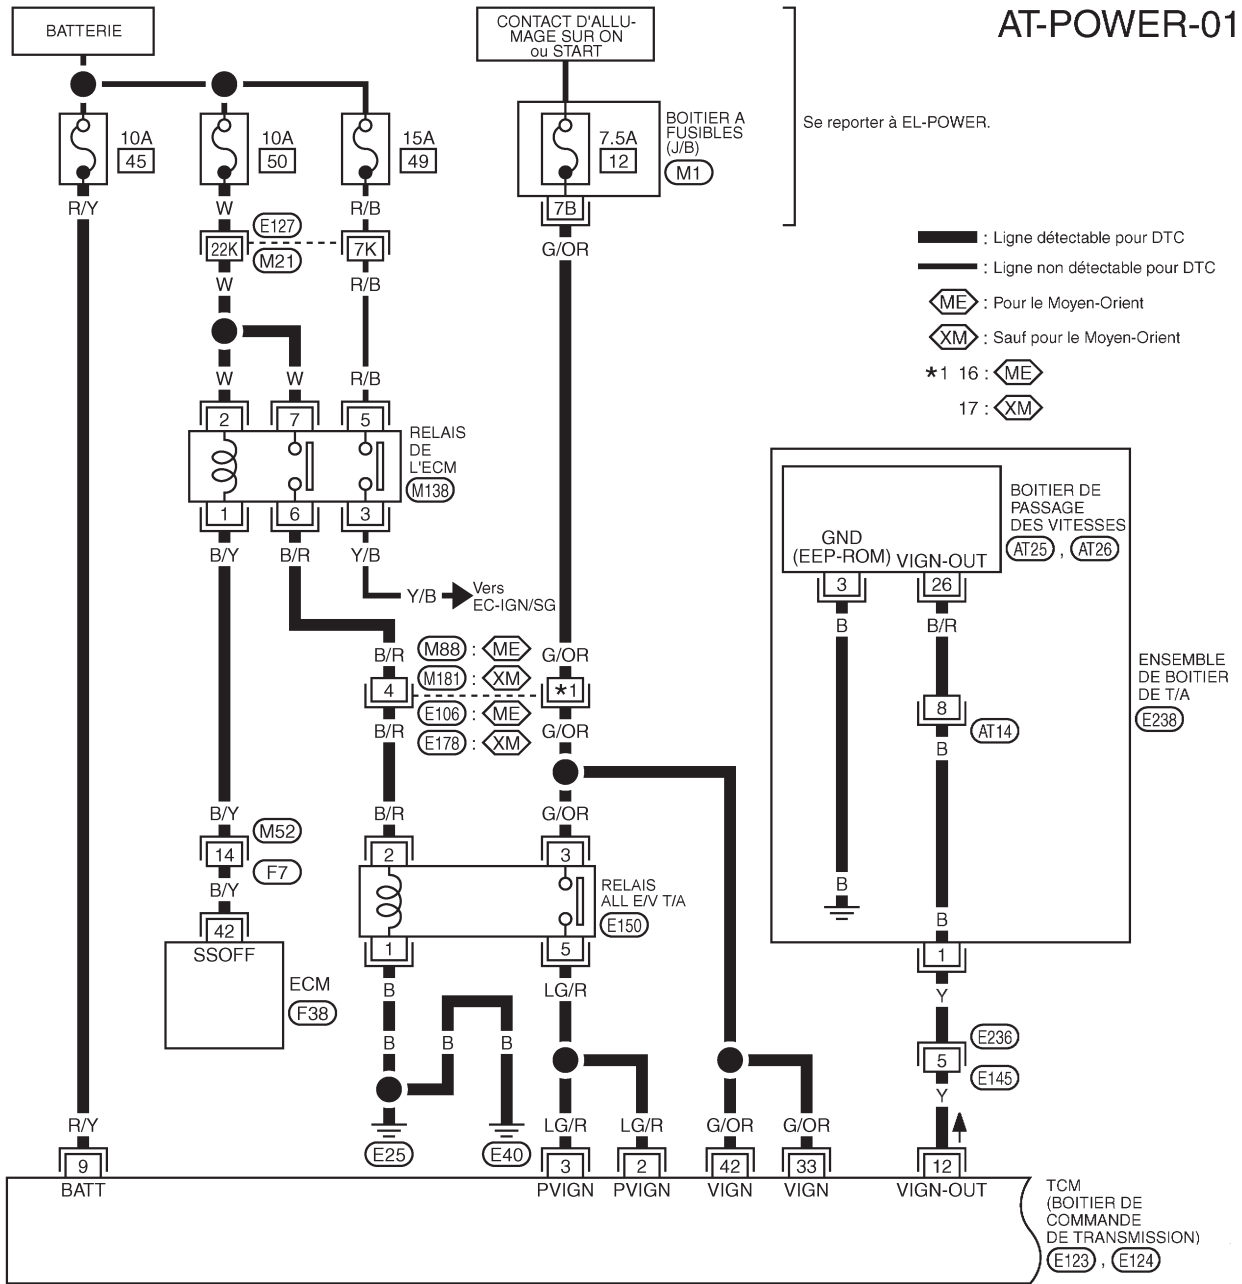 AT-POWER-01
BATTERIE
CONTACT D'ALLU-
MAGE SUR ON
ou START
10A
45
10A
50
15A
49
7.5A
12
BOITIER A
FUSIBLES
(J/B)
M1
Se reporter à EL-POWER.
R/Y
W
R/B
7B
G/OR
22K
E127
M21
7K
W
R/B
: Ligne détectable pour DTC
: Ligne non détectable pour DTC
ME : Pour le Moyen-Orient
XM : Sauf pour le Moyen-Orient
*1 16 : ME
17 : XM
W
W
R/B
2
7
5
RELAIS
DE
L'ECM
M138
1
6
3
B/Y
B/R
Y/B
Y/B
Vers
EC-IGN/SG
BOITIER DE
PASSAGE
DES VITESSES
AT25 , AT26
GND
(EEP-ROM)
VIGN-OUT
3
26
B
B/R
B/R
M88 : ME
M181 : XM
E106 : ME
E178 : XM
G/OR
4
*1
B/R
G/OR
ENSEMBLE
DE BOITIER
DE T/A
E238
8
AT14
B
B/Y
B/R
G/OR
14
M52
F7
2
3
B/Y
42
SSOFF
ECM
F38
RELAIS
ALL E/V T/A
E150
1
5
B
B
1
B
LG/R
Y
B
B
B
E236
5
E145
Y
R/Y
E25
E40
LG/R
LG/R
G/OR
G/OR
9
3
2
42
33
12
BATT
PVIGN
PVIGN
VIGN
VIGN
VIGN-OUT
TCM
(BOITIER DE
COMMANDE
DE TRANSMISSION)
E123 , E124